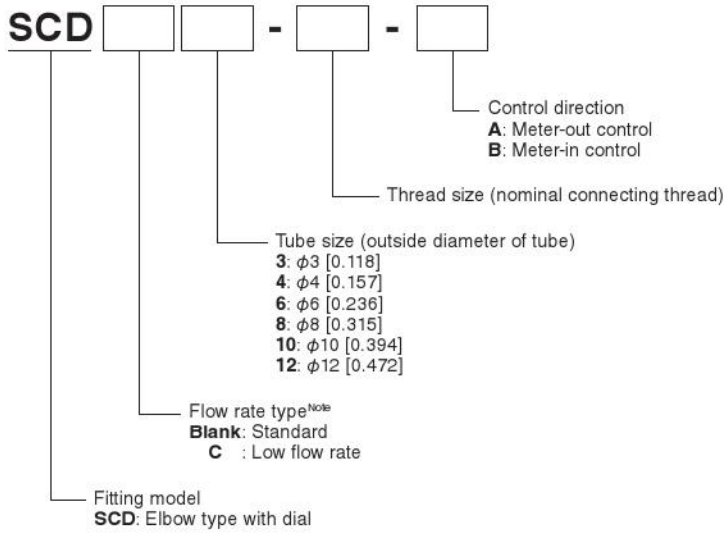 SCD - -
Control direction
A: Meter-out control
B: Meter-in control
Thread size (nominal connecting thread)
Tube size (outside diameter of tube)
3: ϕ3 [0.118]
4: ϕ4 [0.157]
6: ϕ6 [0.236]
8: ϕ8 [0.315]
10: ϕ10 [0.394]
12: ϕ12 [0.472]
Flow rate typeNote
Blank: Standard
C : Low flow rate
Fitting model
SCD: Elbow type with dial